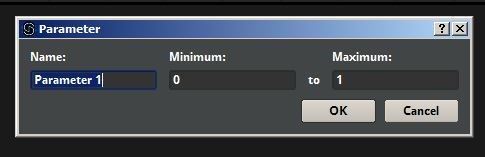 Parameter
Name: Minimum: Maximum:
Parameter 1 0 to 1
OK Cancel